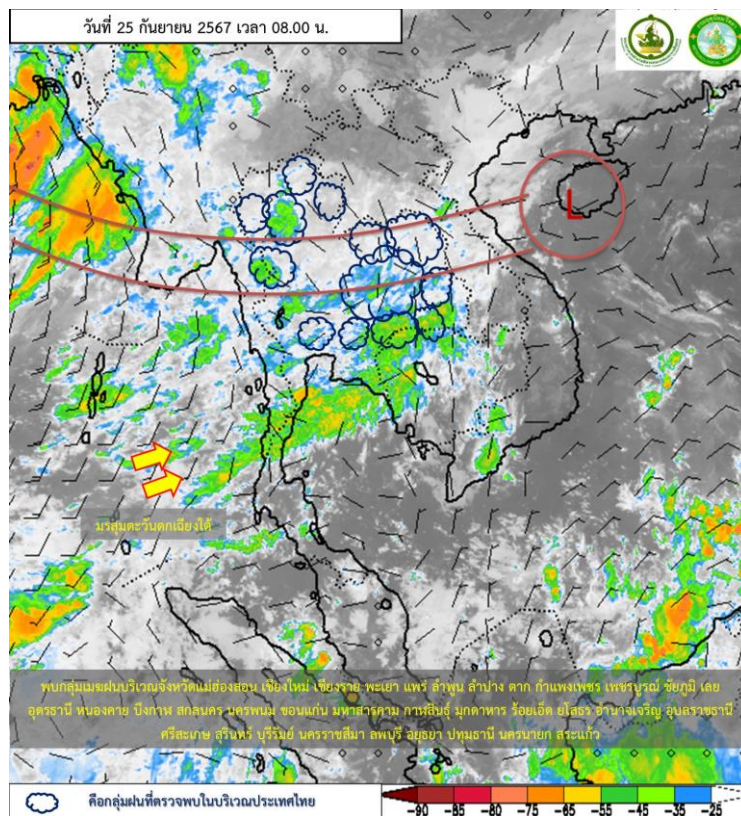 วันที่ 25 กันยายน 2567 เวลา 08.00 น.
L
มรสุมตะวันตกเฉียงใต้
พบกลุ่มเมฆฝนบริเวณจังหวัดแม่ฮ่องสอน เชียงใหม่ เชียงราย พะเยา แพร่ ลำพูน ลำปาง ตาก กำแพงเพชร เพชรบูรณ์ ชัยภูมิ เลย
อุดรธานี หนองคาย บึงกาฬ สกลนคร นครพนม ขอนแก่น มหาสารคาม กาฬสินธุ์ มุกดาหาร ร้อยเอ็ด ยโสธร อำนาจเจริญ อุบลราชธานี
ศรีสะเกษ สุรินทร์ บุรีรัมย์ นครราชสีมา ลพบุรี อยุธยา ปทุมธานี นครนายก สระแก้ว
คือกลุ่มฝนที่ตรวจพบในบริเวณประเทศไทย
-90 -80 -75 -65 -55 -45 -35 -25